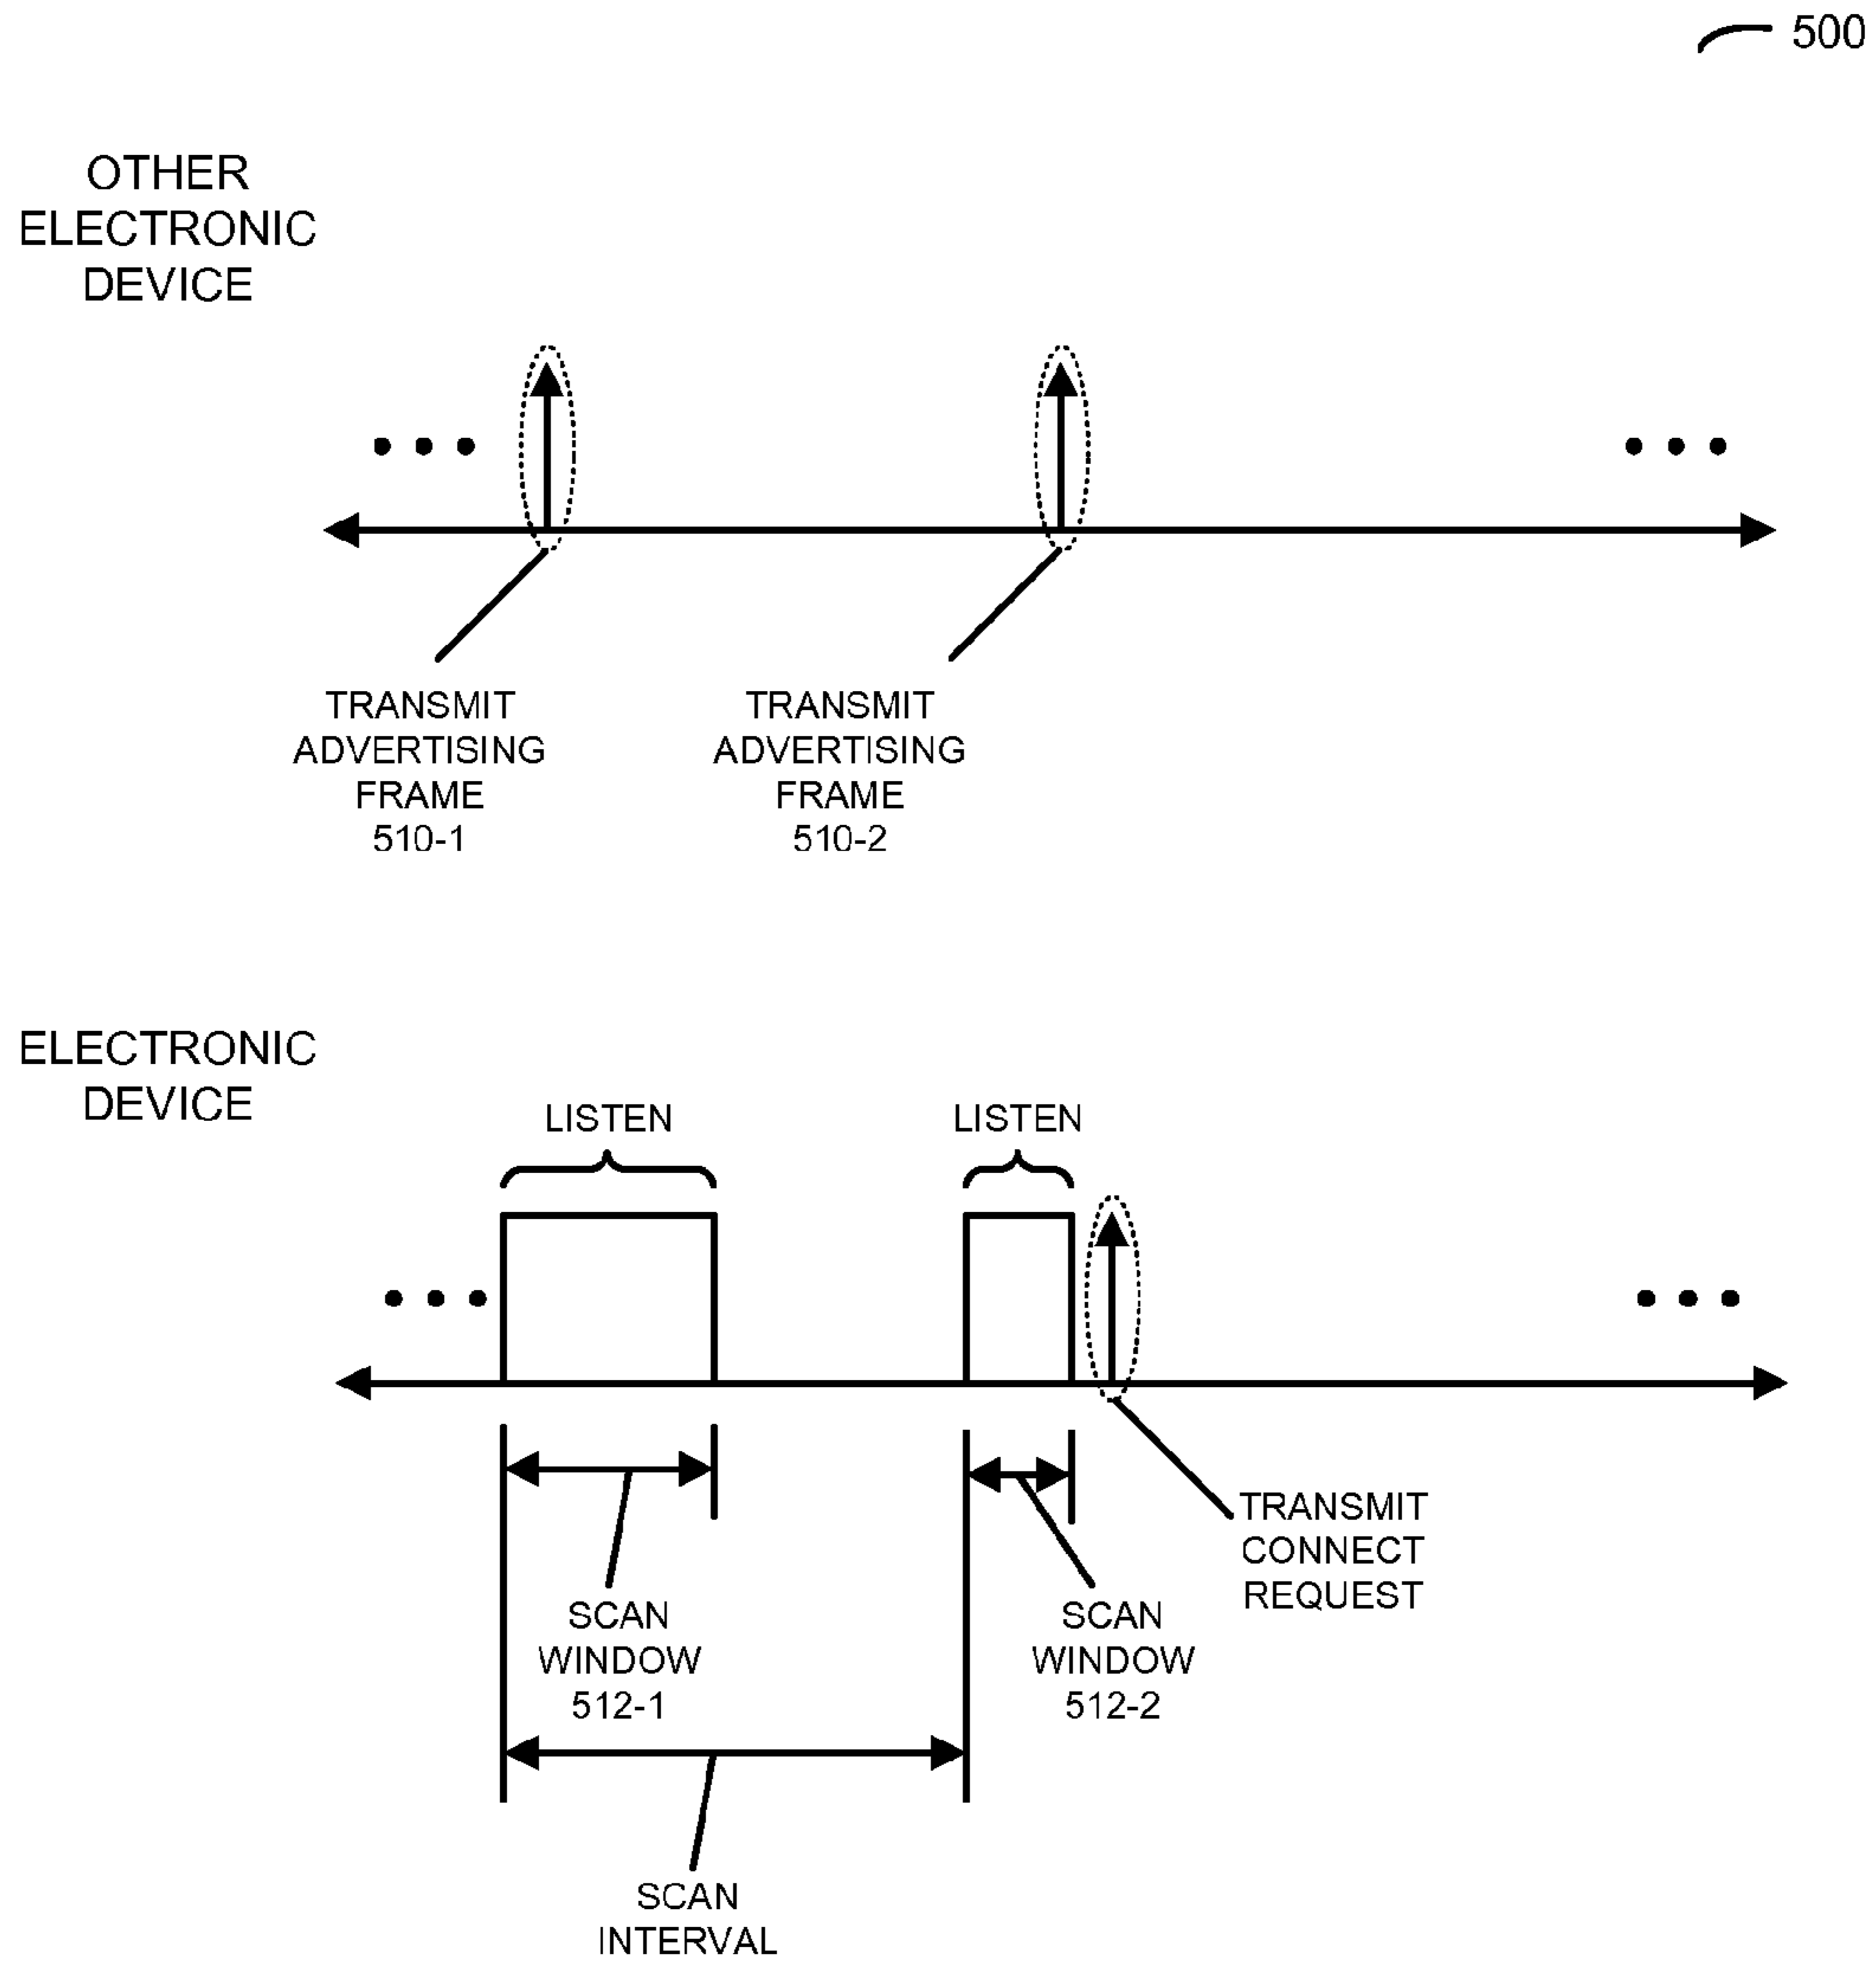 500
OTHER
ELECTRONIC
DEVICE
TRANSMIT
ADVERTISING
FRAME
510-1
TRANSMIT
ADVERTISING
FRAME
510-2
ELECTRONIC
DEVICE
LISTEN
LISTEN
TRANSMIT
CONNECT
REQUEST
SCAN
WINDOW
512-1
SCAN
WINDOW
512-2
SCAN
INTERVAL